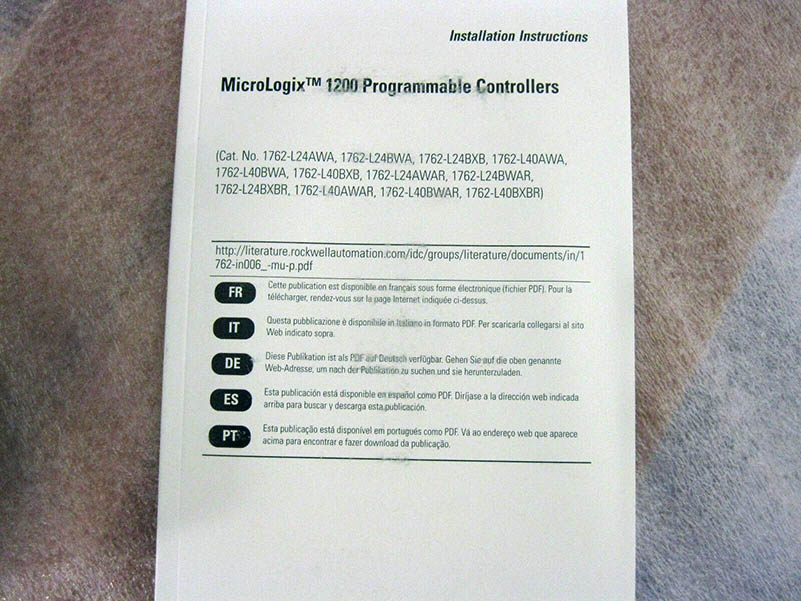 Installation Instructions
MicroLogix™ 1200 Programmable Controllers
(Cat. No. 1762-L24AWA, 1762-L24BWA, 1762-L24BXB, 1762-L40AWA,
1762-L40BWA, 1762-L40BXB, 1762-L24AWAR, 1762-L24BWAR,
1762-L24BXBR, 1762-L40AWAR, 1762-L40BWAR, 1762-L40BXBR)
http://literature.rockwellautomation.com/idc/groups/literature/documents/in/1
762-in006_-mu-p.pdf
FR Cette publication est disponible en français sous forme électronique (fichier PDF). Pour la
télécharger, rendez-vous sur la page Internet indiquée ci-dessus.
IT Questa pubblicazione è disponibile in Italiano in formato PDF. Per scaricarla collegarsi al sito
Web indicato sopra.
DE Diese Publikation ist als PDF auf Deutsch verfügbar. Gehen Sie auf die oben genannte
Web-Adresse, um nach der Publikation zu suchen und sie herunterzuladen.
ES Esta publicación está disponible en español como PDF. Diríjase a la dirección web indicada
arriba para buscar y descarga esta publicación.
PT Esta publicação está disponível em português como PDF. Vá ao endereço web que aparece
acima para encontrar e fazer download da publicação.